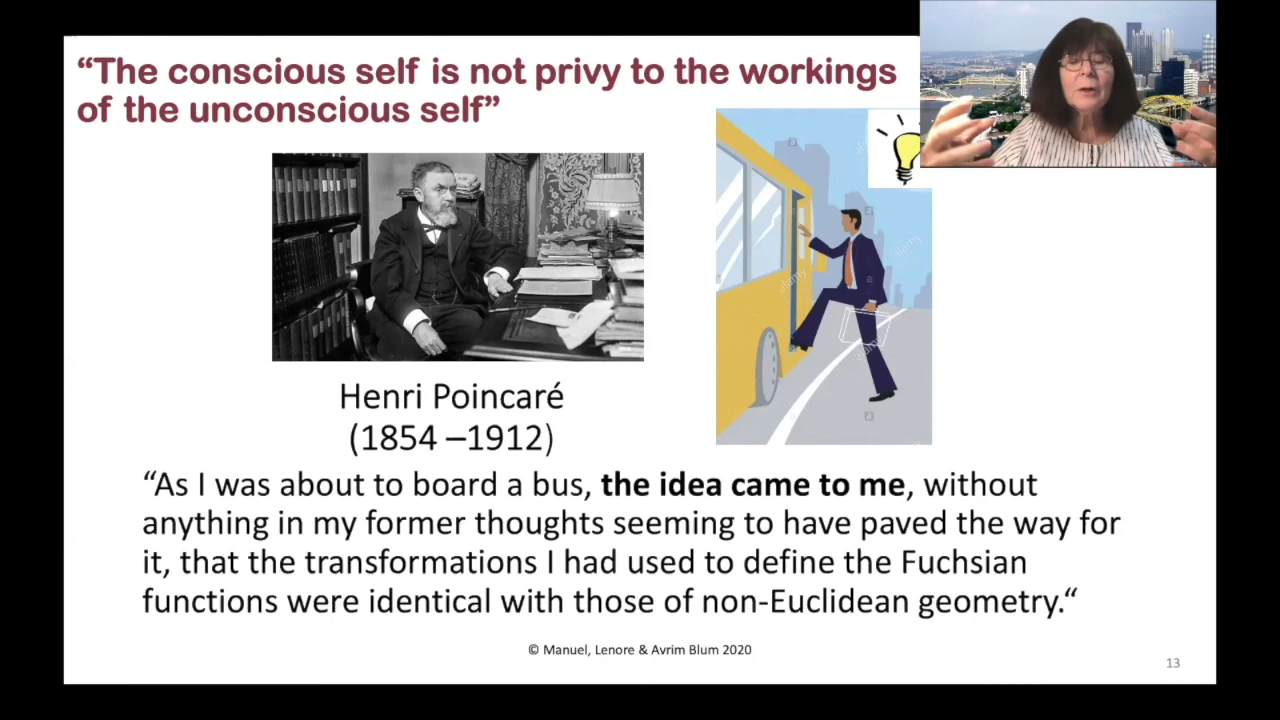 “The conscious self is not privy to the workings
of the unconscious self”
alamy
alamy
Henri Poincaré
(1854 –1912)
“As I was about to board a bus, the idea came to me, without
anything in my former thoughts seeming to have paved the way for
it, that the transformations I had used to define the Fuchsian
functions were identical with those of non-Euclidean geometry.“
© Manuel, Lenore & Avrim Blum 2020
13